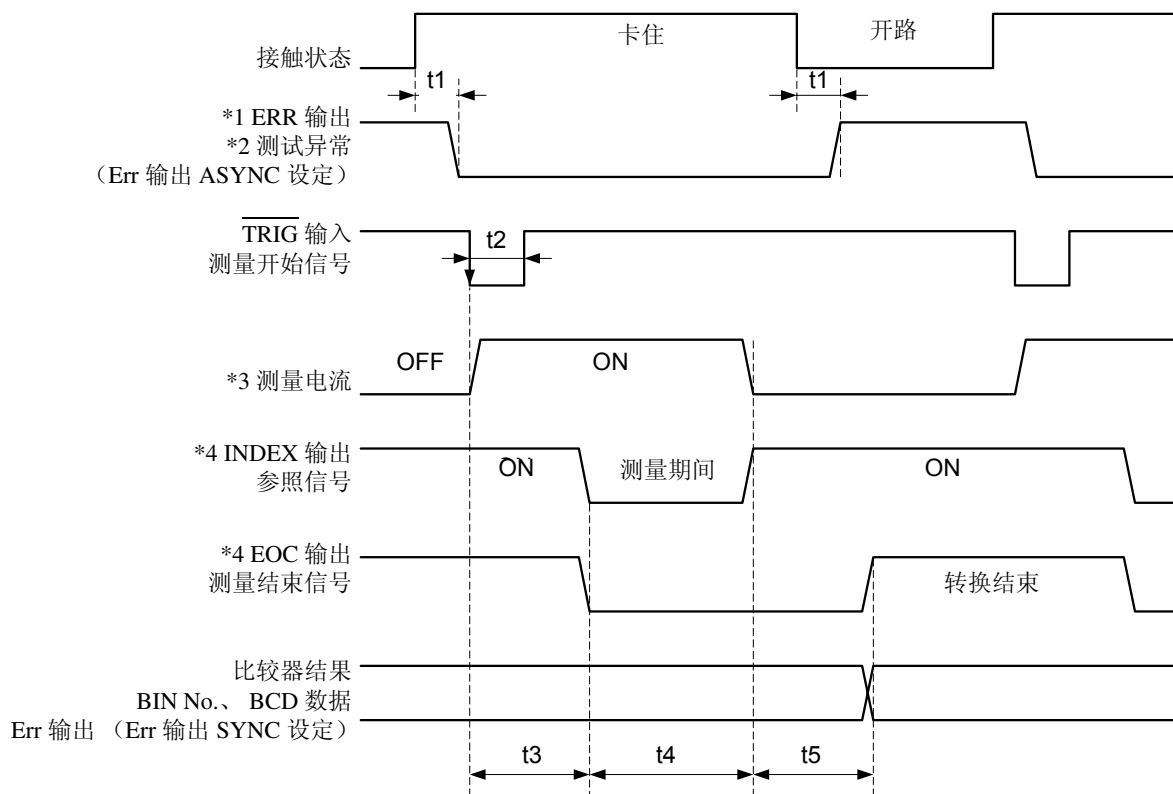 接触状态
卡住
开路
t1
t1
*1 ERR 输出
*2 测试异常
（Err 输出 ASYNC 设定）
TRIG 输入
测量开始信号
t2
*3 测量电流
OFF
ON
*4 INDEX 输出
参照信号
ON
测量期间
ON
*4 EOC 输出
测量结束信号
转换结束
比较器结果
BIN No.、 BCD 数据
Err 输出 （Err 输出 SYNC 设定）
t3
t4
t5